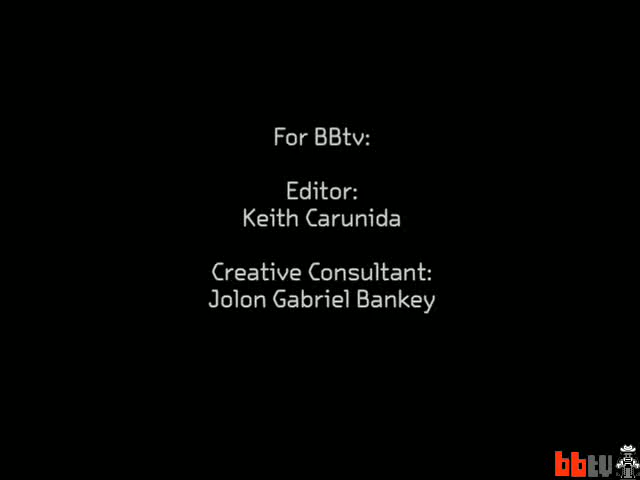 For BBtv:
Editor:
Keith Carunida
Creative Consultant:
Jolon Gabriel Bankey
bbtv